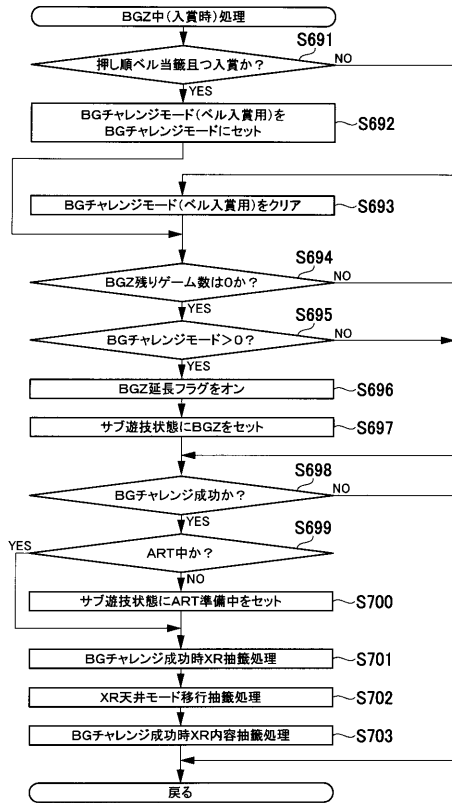 BGZ中(入賞時)処理
S691
押し順ベル当籤且つ入賞か?
NO
YES
BGチャレンジモード(ベル入賞用)を
BGチャレンジモードにセット
S692
BGチャレンジモード(ベル入賞用)をクリア
S693
S694
BGZ残りゲーム数は0か?
NO
YES
S695
BGチャレンジモード>0?
NO
YES
BGZ延長フラグをオン
S696
サブ遊技状態にBGZをセット
S697
S698
BGチャレンジ成功か?
NO
YES
S699
YES
ART中か?
NO
サブ遊技状態にART準備中をセット
S700
BGチャレンジ成功時XR抽籤処理
S701
XR天井モード移行抽籤処理
S702
BGチャレンジ成功時XR内容抽籤処理
S703
戻る